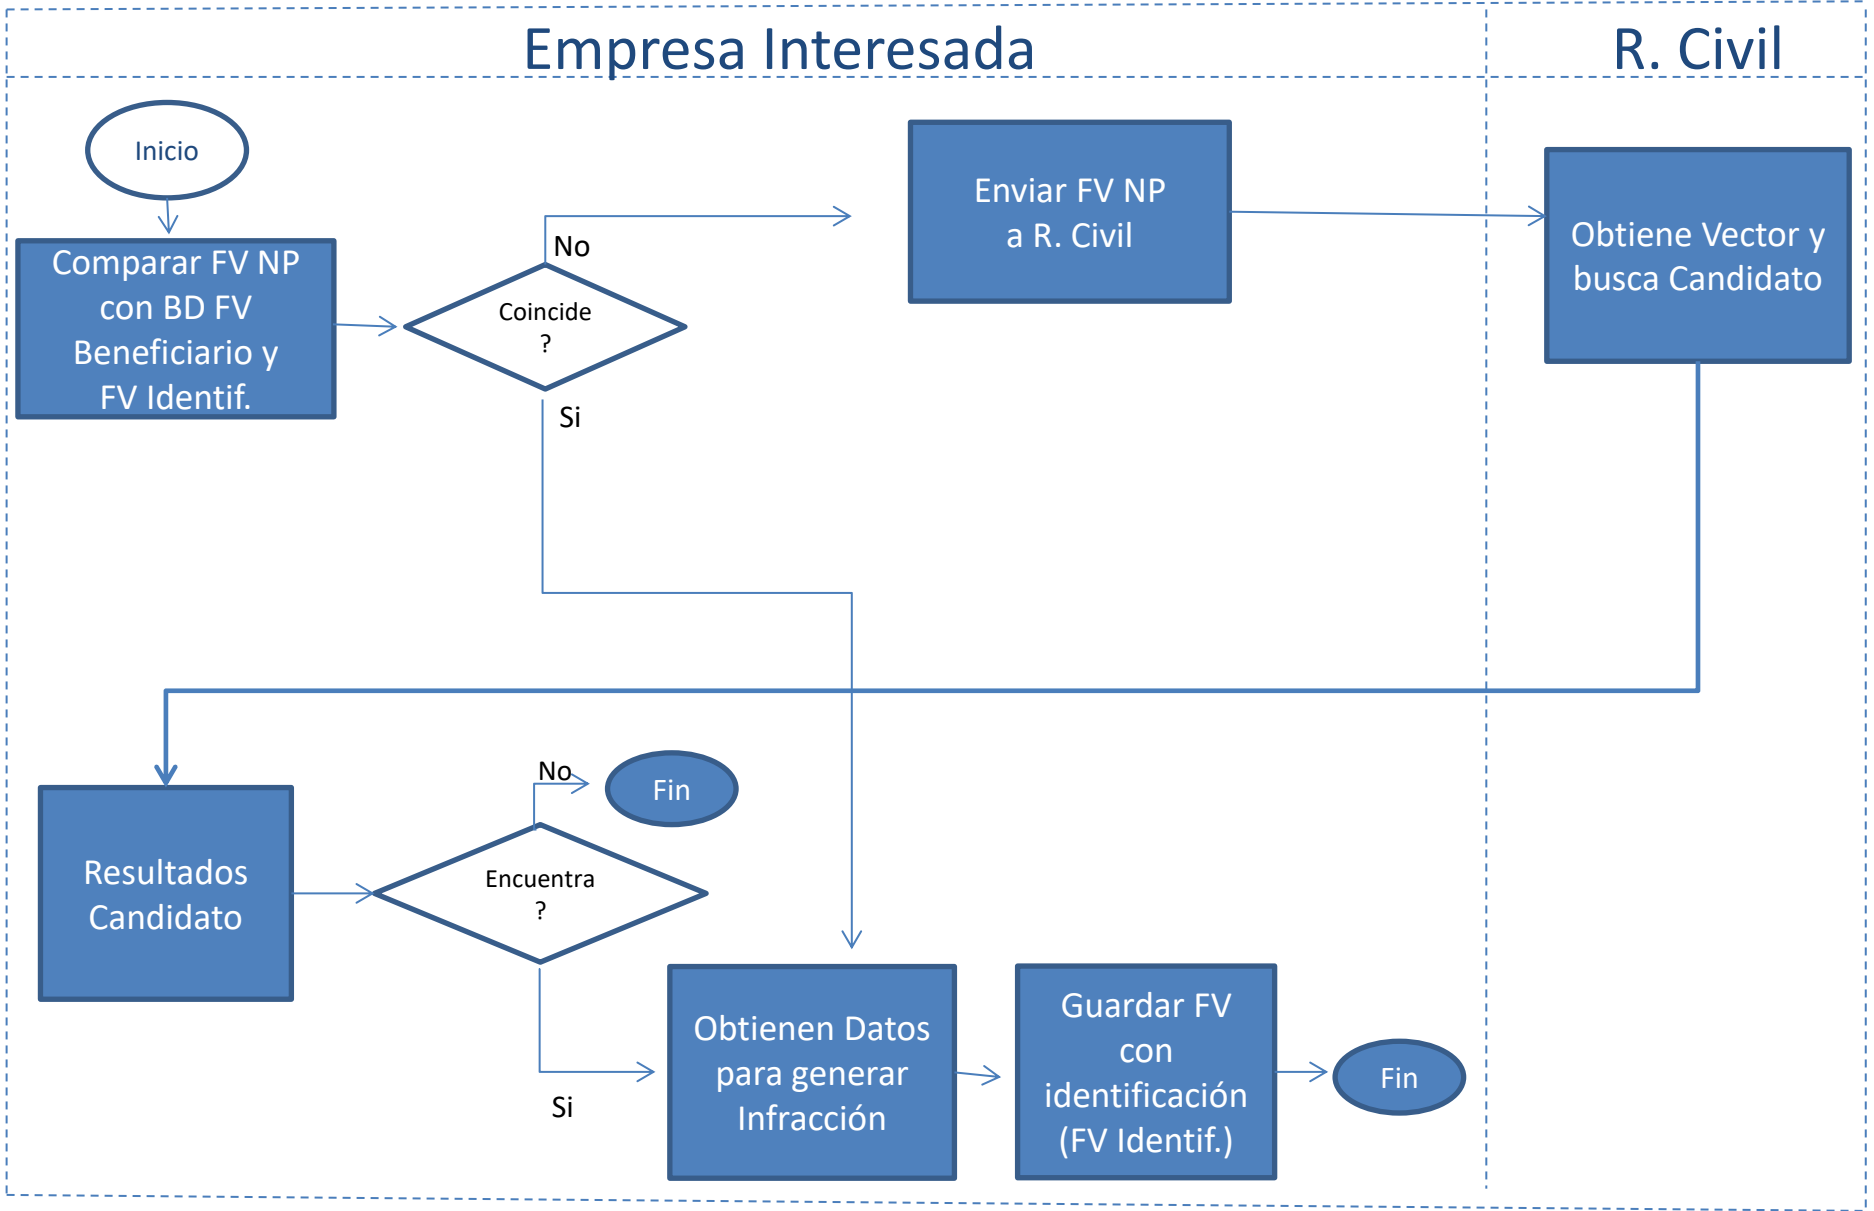 Empresa Interesada
R. Civil
Inicio
Comparar FV NP
con BD FV
Beneficiario y
FV Identif.
Coincide
?
No
Si
Enviar FV NP
a R. Civil
Obtiene Vector y
busca Candidato
Resultados
Candidato
Encuentra
?
No
Fin
Si
Obtienen Datos
para generar
Infracción
Guardar FV
con
identificación
(FV Identif.)
Fin